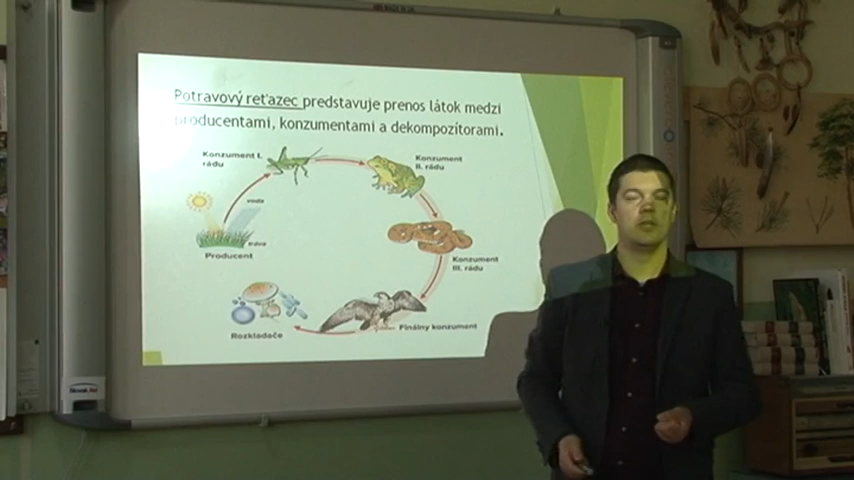 Potravový reťazec predstavuje prenos látok medzi
producentami, konzumentami a dekompozítorami.
Konzument I.
rádu
Konzument
II. rádu
voda
tráva
Producent
Konzument
III. rádu
Finálny konzument
Rozkladače